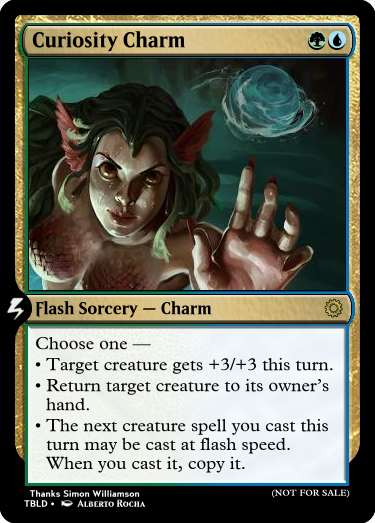 Curiosity Charm
Flash Sorcery — Charm
Choose one —
• Target creature gets +3/+3 this turn.
• Return target creature to its owner's
hand.
• The next creature spell you cast this
turn may be cast at flash speed.
When you cast it, copy it.
Thanks Simon Williamson
(NOT FOR SALE)
TBLD • Alberto Rocha